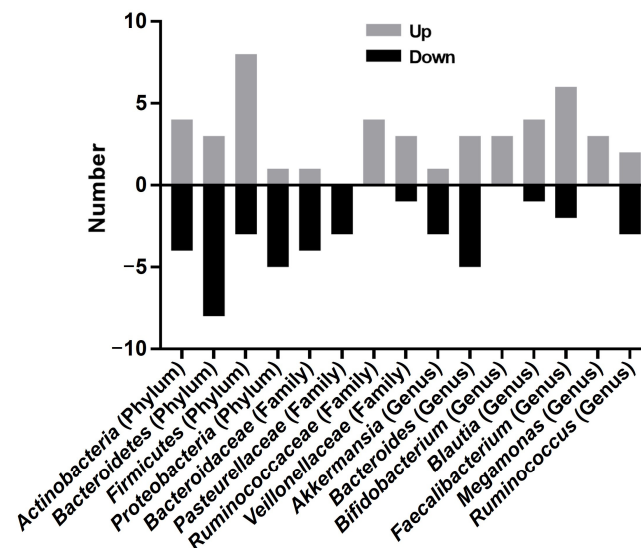 10
5
0
−5
−10
Number
Up
Down
Actinobacteria (Phylum)
Bacteroidetes (Phylum)
Firmicutes (Phylum)
Proteobacteria (Phylum)
Bacteroidaceae (Family)
Pasteurellaceae (Family)
Ruminococcaceae (Family)
Veillonellaceae (Family)
Akkermansia (Genus)
Bacteroides (Genus)
Bifidobacterium (Genus)
Blautia (Genus)
Faecalibacterium (Genus)
Megamonas (Genus)
Ruminococcus (Genus)